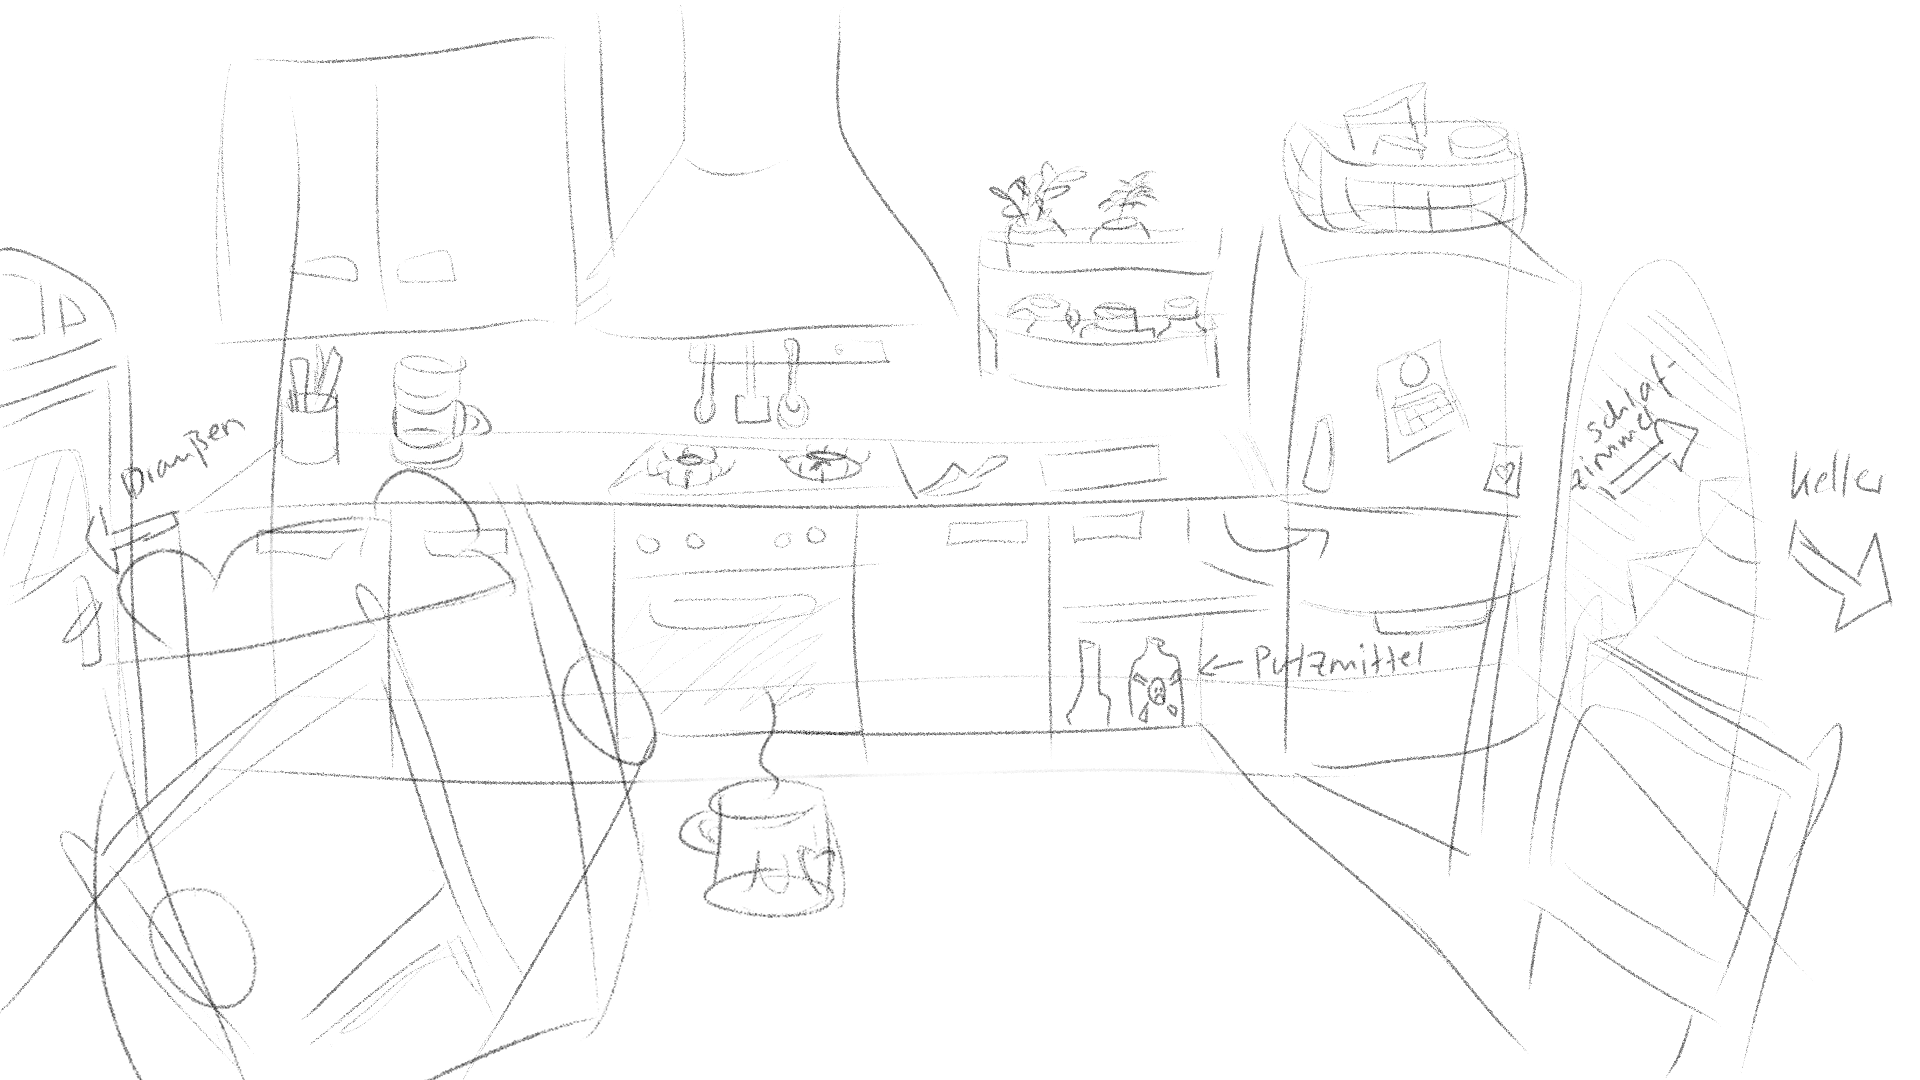 Draußen
schlaf-
zimmer
Keller
← Putzmittel